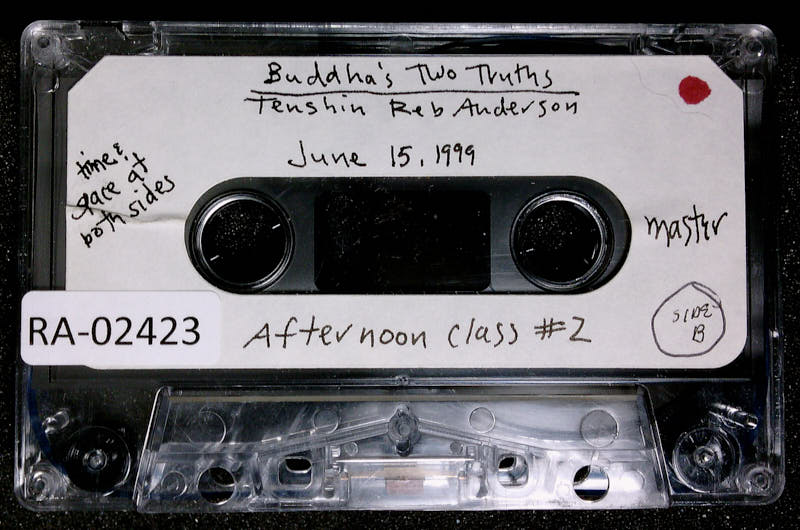 Buddha's Two Truths
Tenshin Reb Anderson
June 15, 1999
time &
space at
both sides
master
RA-02423
Afternoon class #2
SIDE
B